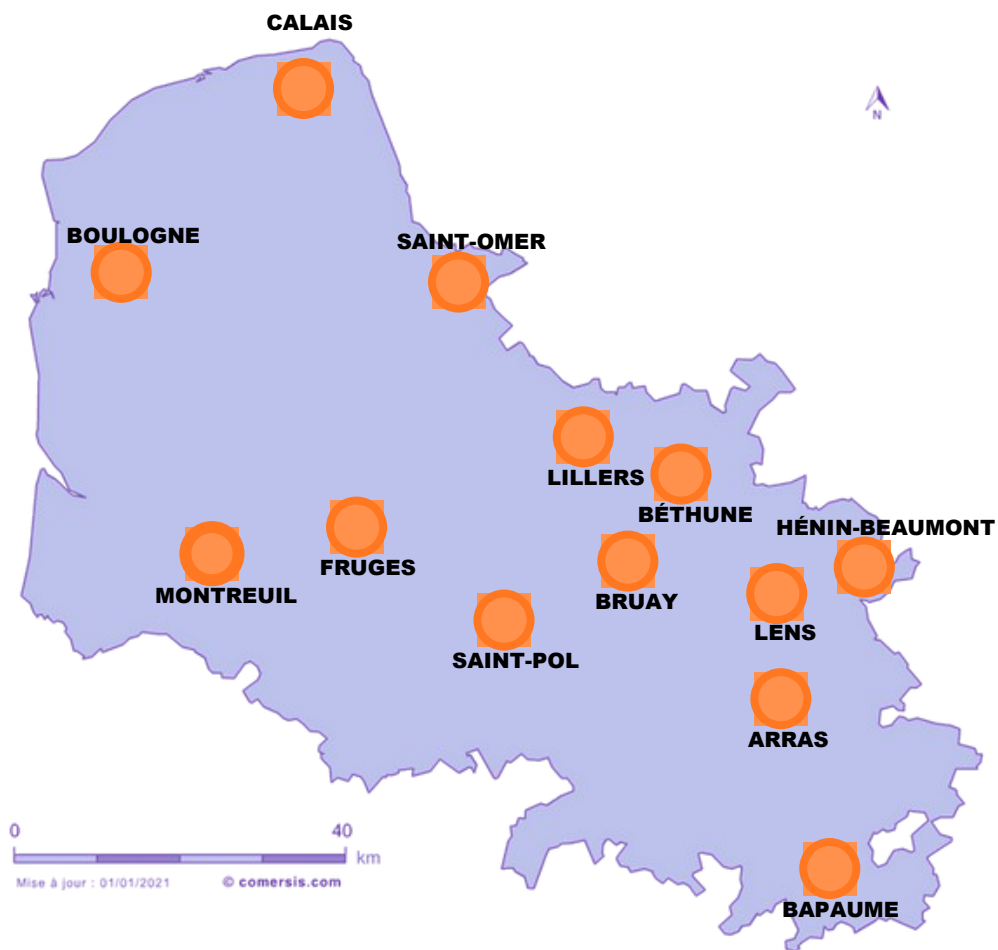 CALAIS
N
BOULOGNE
SAINT-OMER
LILLERS
BÉTHUNE
HÉNIN-BEAUMONT
FRUGES
MONTREUIL
BRUAY
LENS
SAINT-POL
ARRAS
0 40
km
Mise à jour : 01/01/2021 © comersis.com
BAPAUME